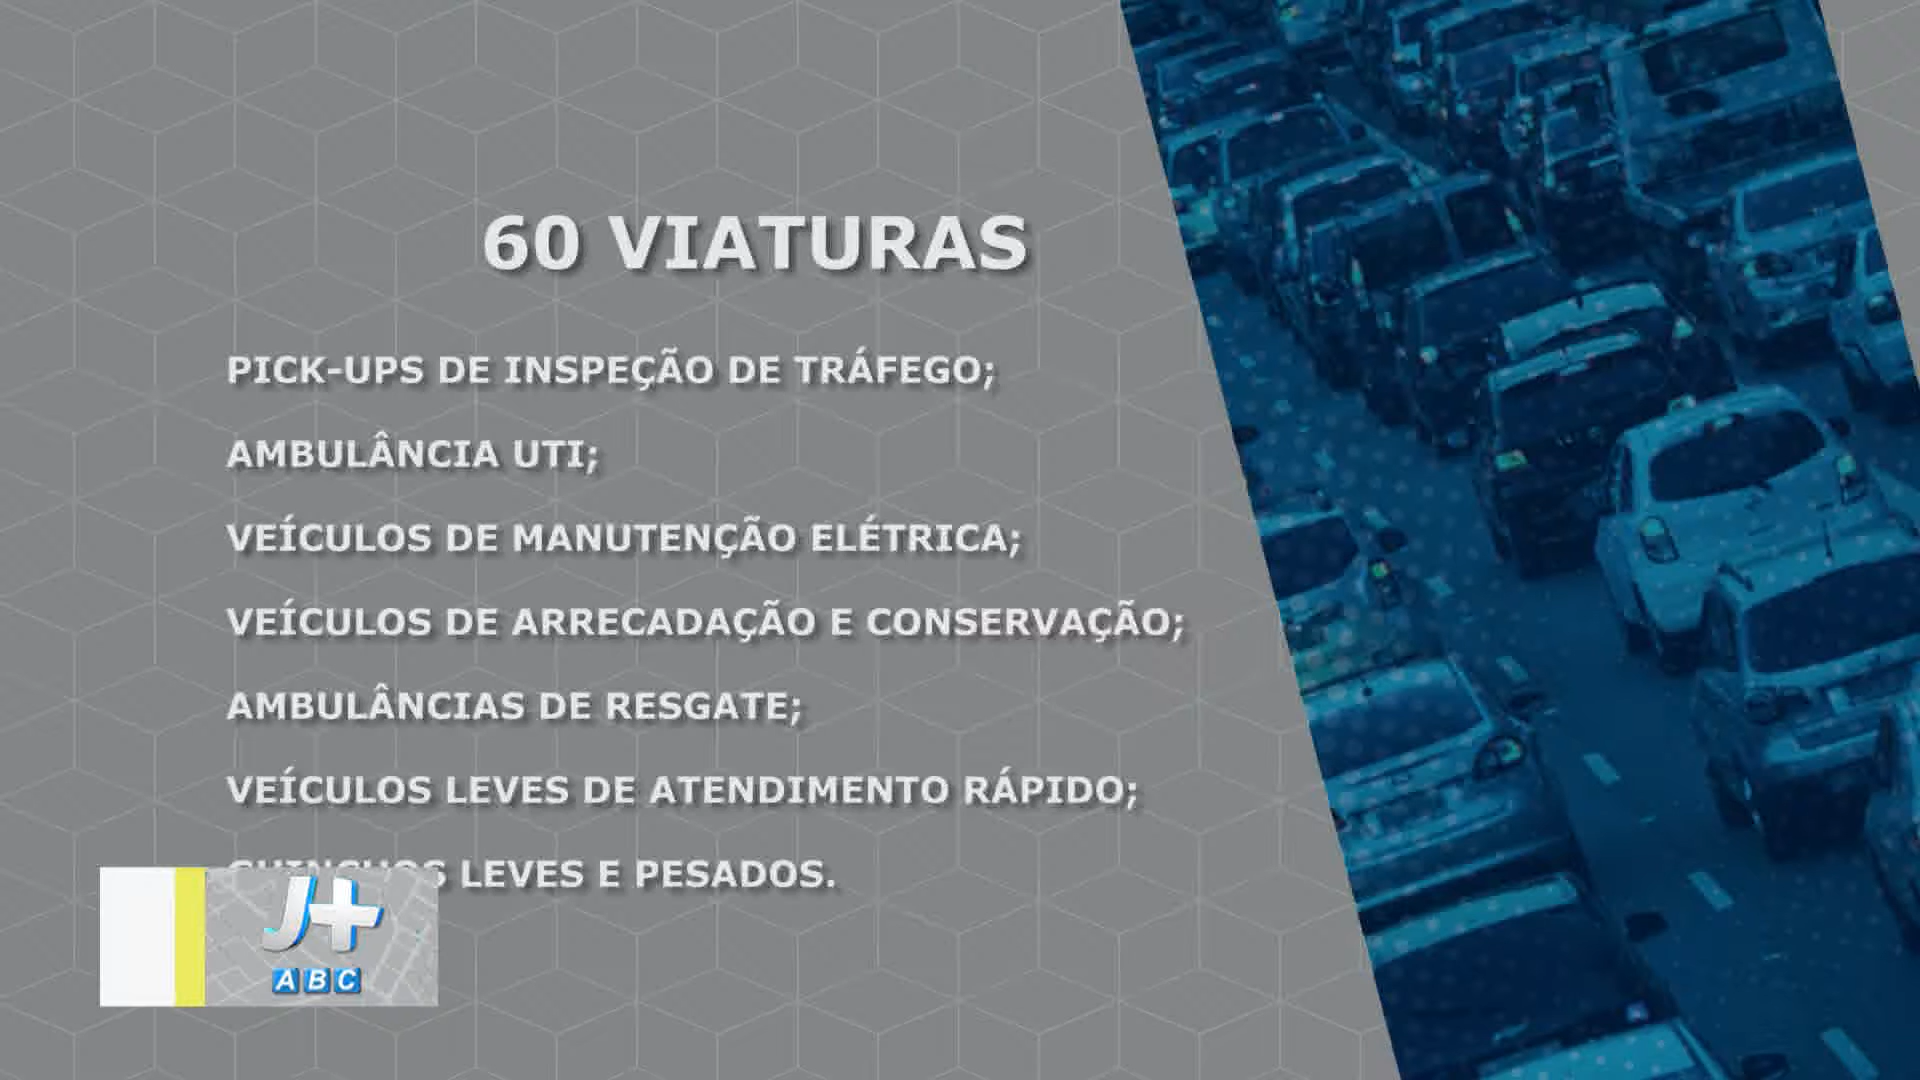 60 VIATURAS
PICK-UPS DE INSPEÇÃO DE TRÁFEGO;
AMBULÂNCIA UTI;
VEÍCULOS DE MANUTENÇÃO ELÉTRICA;
VEÍCULOS DE ARRECADAÇÃO E CONSERVAÇÃO;
AMBULÂNCIAS DE RESGATE;
VEÍCULOS LEVES DE ATENDIMENTO RÁPIDO;
GUINCHOS LEVES E PESADOS.
J+
ABC